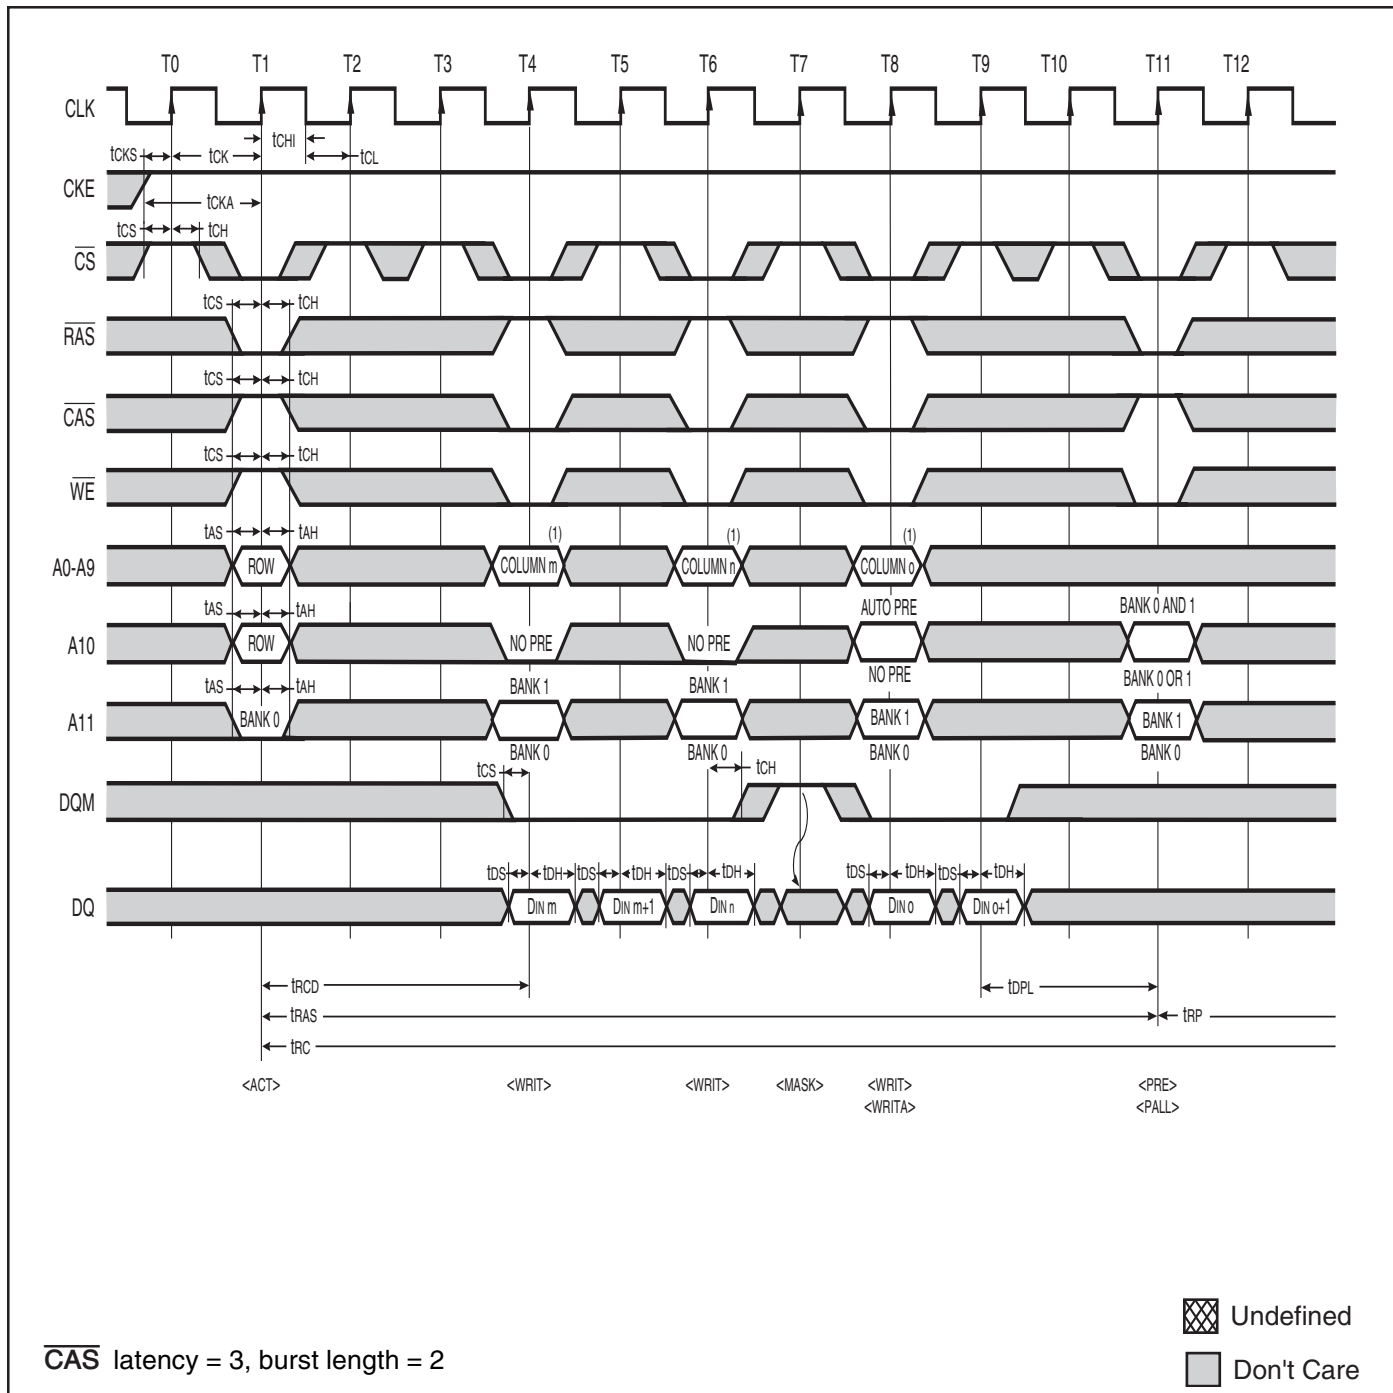 T0 T1 T2 T3 T4 T5 T6 T7 T8 T9 T10 T11 T12
CLK
tCHI
tCKS tCK tCL
CKE
tCKA
tCS tCH
CS
tCS tCH
RAS
tCS tCH
CAS
tCS tCH
WE
tAS tAH (1) (1) (1)
A0-A9 ROW COLUMN m COLUMN n COLUMN o
tAS tAH AUTO PRE BANK 0 AND 1
A10 ROW NO PRE NO PRE
NO PRE BANK 0 OR 1
tAS tAH BANK 1 BANK 1
A11 BANK 0 BANK 1 BANK 1
BANK 0 BANK 0 BANK 0 BANK 0
tCS tCH
DQM
tDS tDH tDS tDH tDS tDH tDS tDH tDS tDH
DQ DIN m DIN m+1 DIN n DIN o DIN o+1
tRCD tDPL
tRAS tRP
tRC
<ACT> <WRIT> <WRIT> <MASK> <WRIT> <PRE>
<WRITA> <PALL>
Undefined
CAS latency = 3, burst length = 2
Don't Care